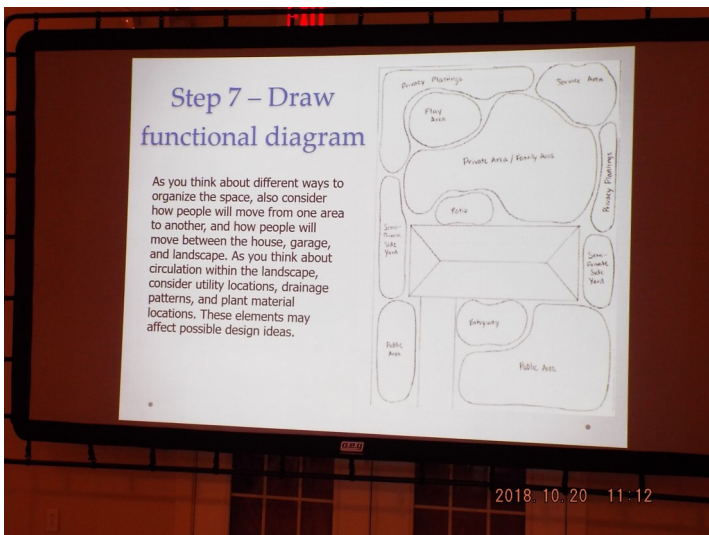 Step 7 – Draw
functional diagram
As you think about different ways to
organize the space, also consider
how people will move from one area
to another, and how people will
move between the house, garage,
and landscape. As you think about
circulation within the landscape,
consider utility locations, drainage
patterns, and plant material
locations. These elements may
affect possible design ideas.
Privacy Plantings
Service Area
Play
Area
Private Area / Family Area
Privacy Plantings
Patio
Semi-
Private
Side
Yard
Semi-
Private
Side
Yard
Entryway
Public
Area
Public Area
2018.10.20 11:12